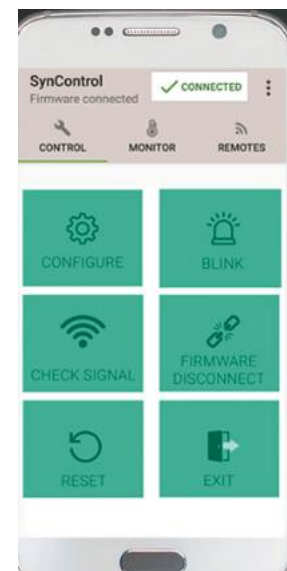 SynControl
Firmware connected
CONNECTED
CONTROL
MONITOR
REMOTES
CONFIGURE
BLINK
CHECK SIGNAL
FIRMWARE
DISCONNECT
RESET
EXIT